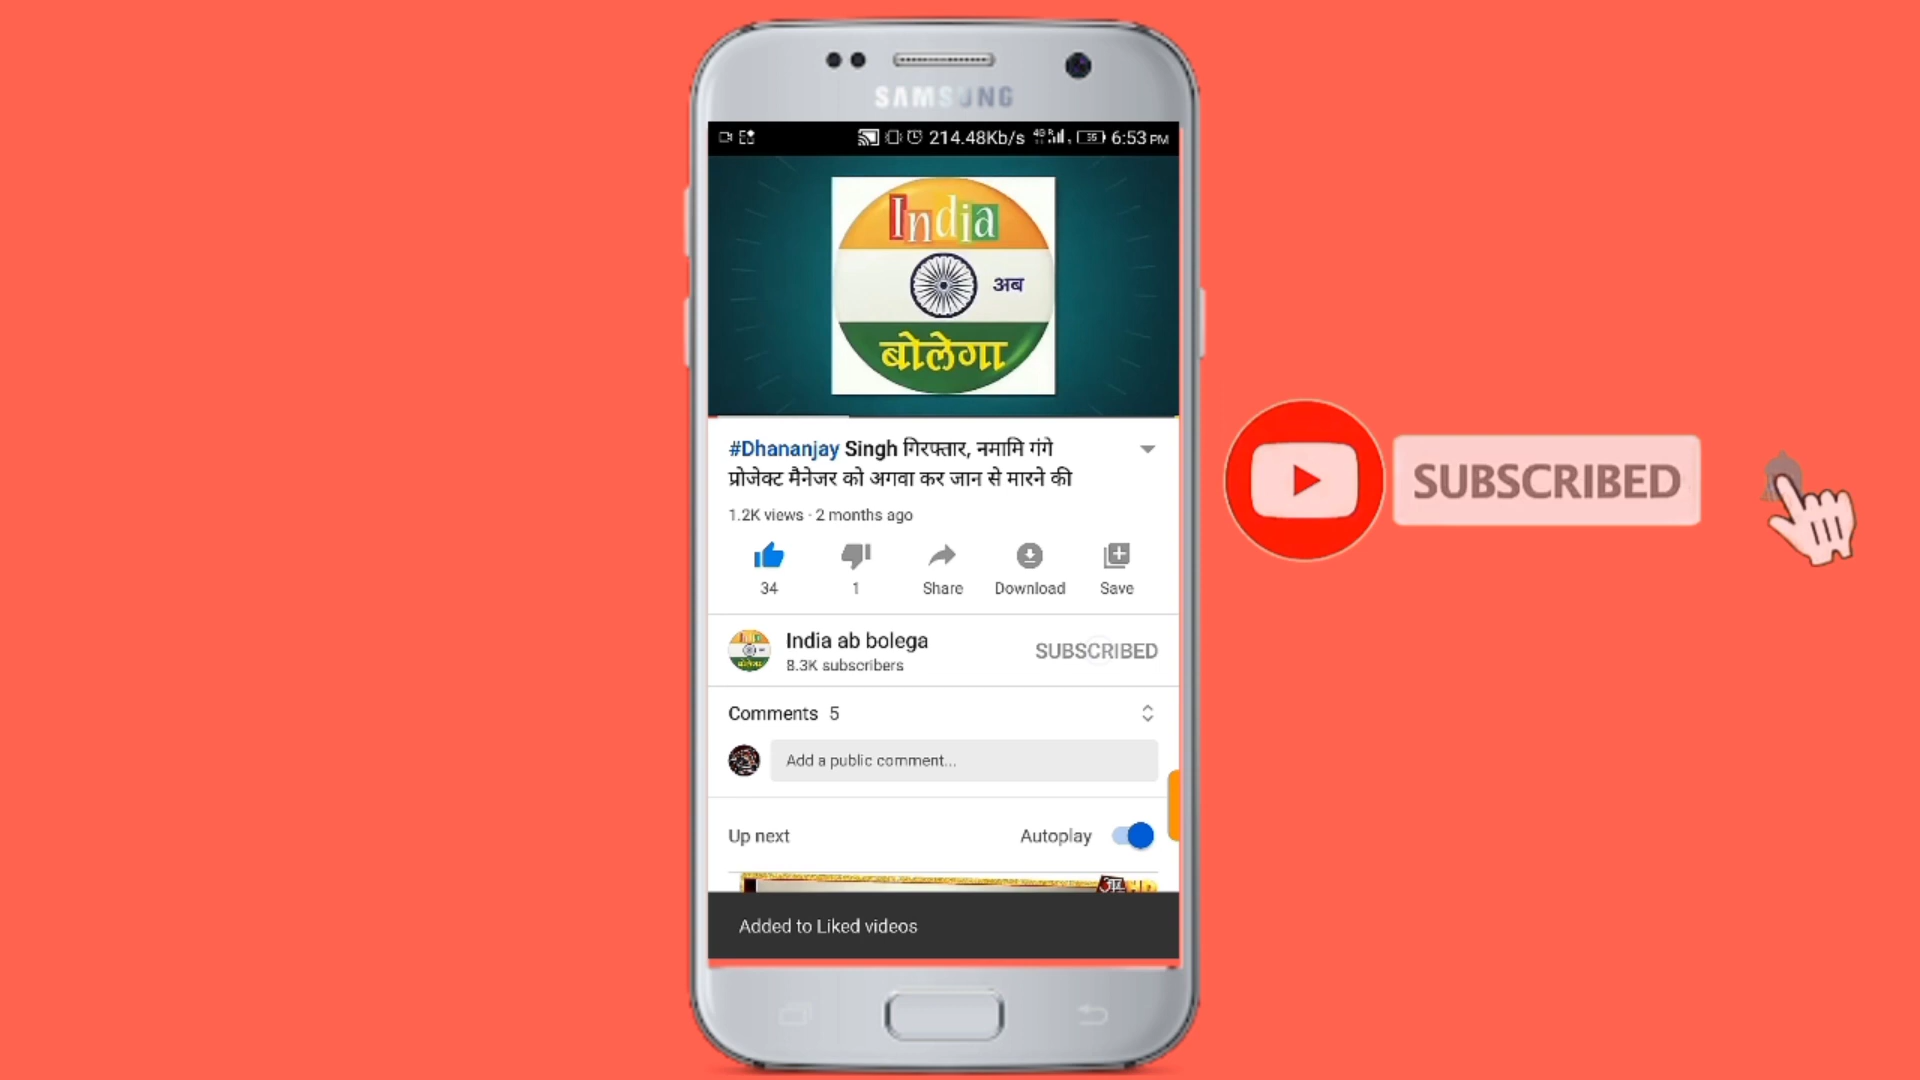 SAMSUNG
214.48Kb/s 35 6:53 PM
India
अब
बोलेगा
#Dhananjay Singh गिरफ्तार, नमामि गंगे
प्रोजेक्ट मैनेजर को अगवा कर जान से मारने की
1.2K views · 2 months ago
34
1
Share
Download
Save
India ab bolega
8.3K subscribers
SUBSCRIBED
Comments 5
Add a public comment...
Up next
Autoplay
Added to Liked videos
SUBSCRIBED